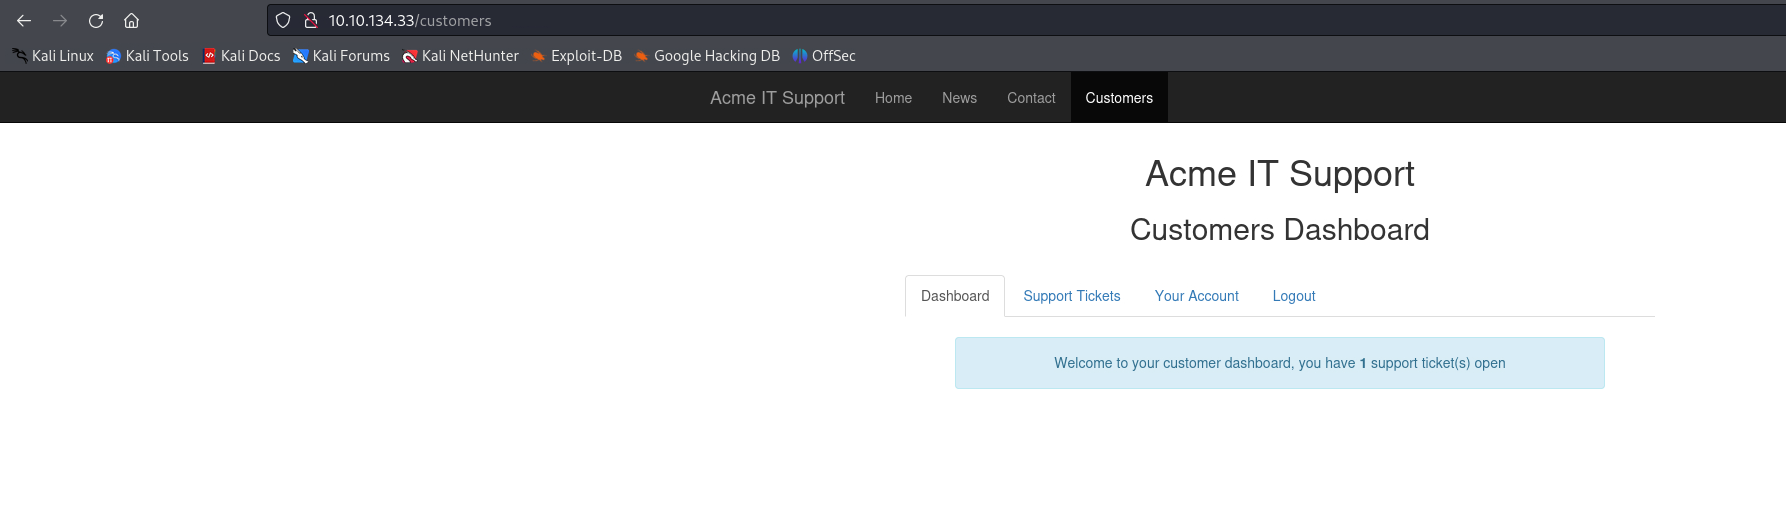 10.10.134.33/customers
Kali Linux Kali Tools Kali Docs Kali Forums Kali NetHunter Exploit-DB Google Hacking DB OffSec
Acme IT Support Home News Contact Customers
Acme IT Support
Customers Dashboard
Dashboard Support Tickets Your Account Logout
Welcome to your customer dashboard, you have 1 support ticket(s) open